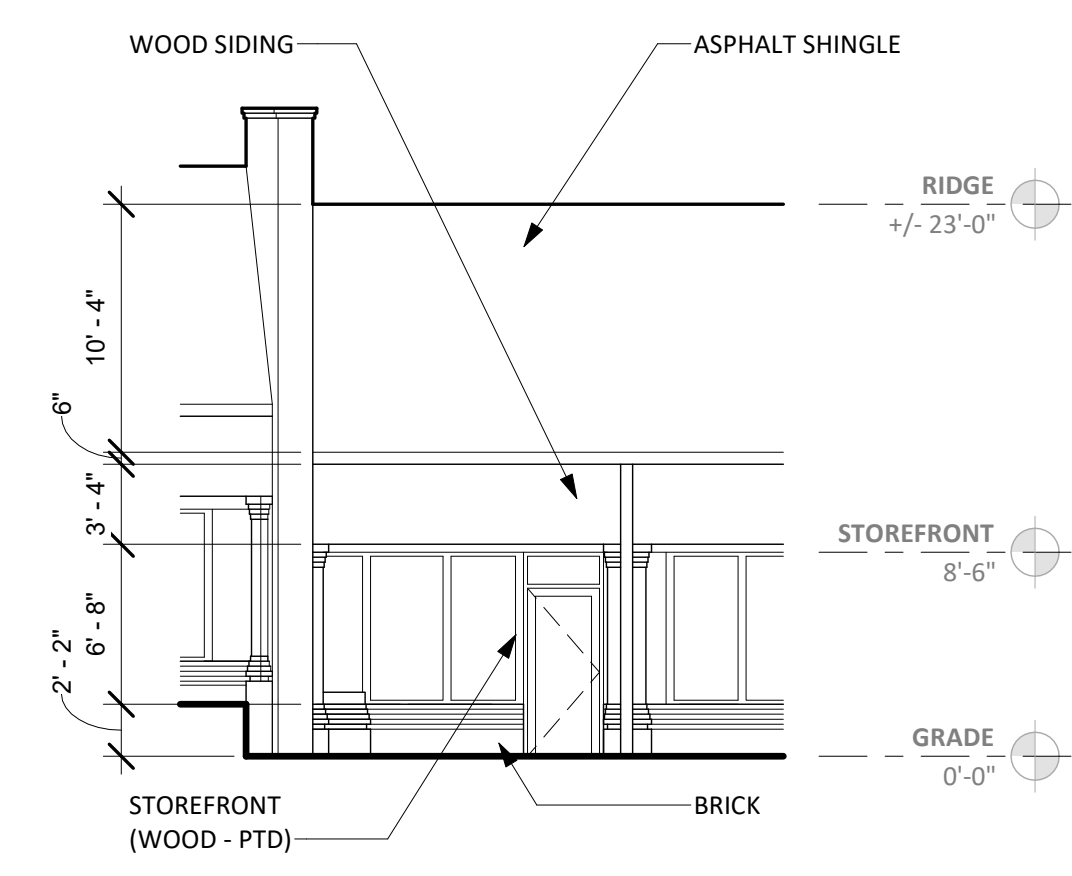 WOOD SIDING
ASPHALT SHINGLE
RIDGE
+/- 23'-0"
10' - 4"
6"
3' - 4"
STOREFRONT
8'-6"
6' - 8"
2' - 2"
GRADE
0'-0"
STOREFRONT
(WOOD - PTD)
BRICK